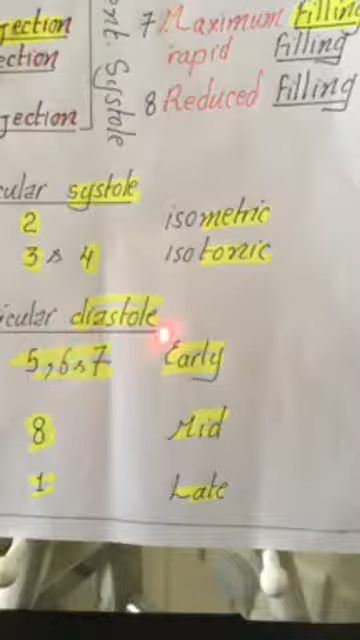 jection
ection
jection
ent. Systole
7 Maximum filling
rapid filling
8 Reduced filling
cular systole
2 isometric
3 & 4 isotonic
icular diastole
5, 6 & 7 Early
8 Mid
1 Late